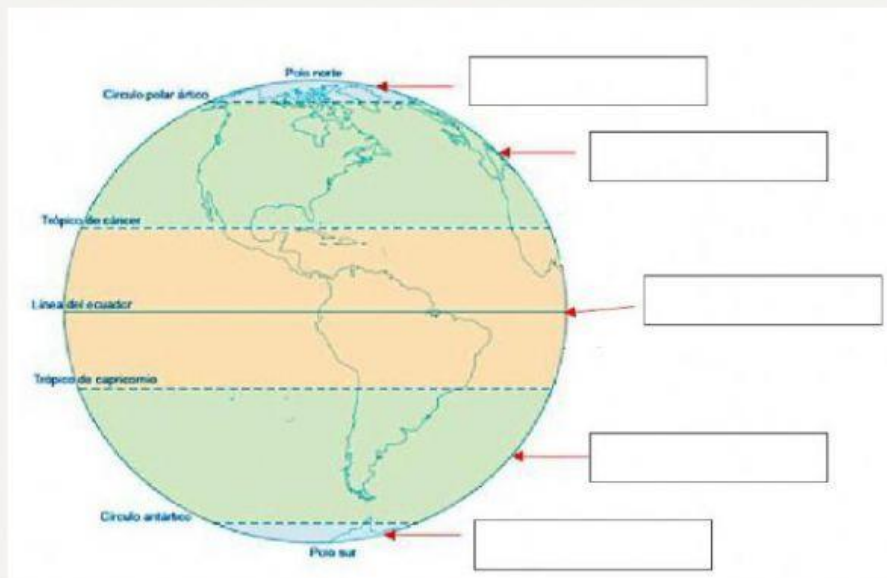 Polo norte
Círculo polar ártico
Trópico de cáncer
Línea del ecuador
Trópico de capricornio
Círculo antártico
Polo sur